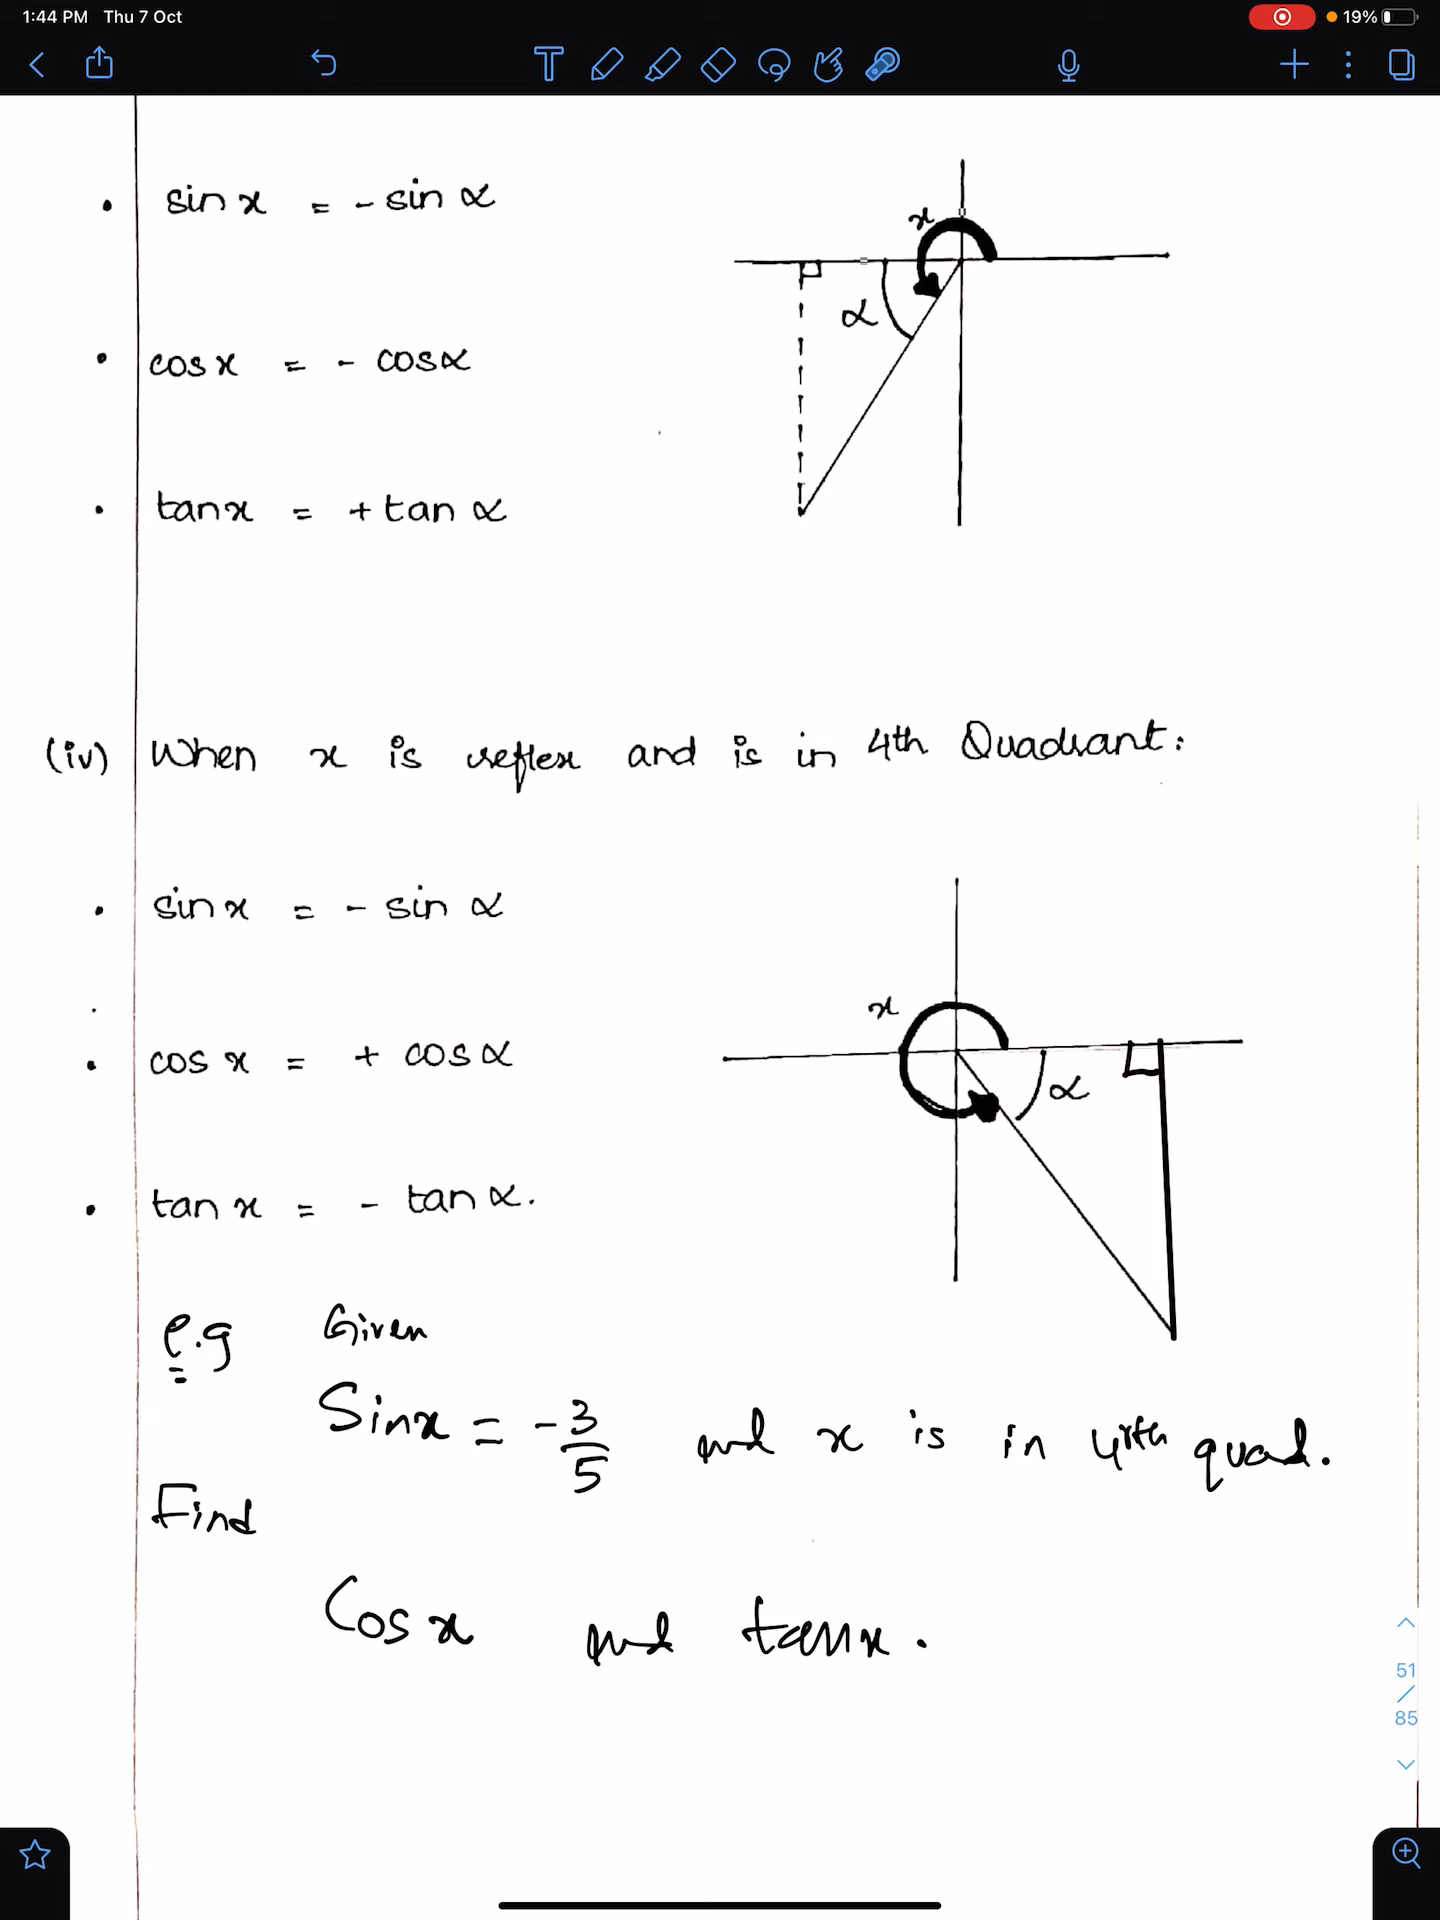 1:44 PM Thu 7 Oct
19%
• sin x = - sin α
x
α
• cos x = - cos α
• tan x = + tan α
(iv) When x is reflex and is in 4th Quadrant:
• sin x = - sin α
x
• cos x = + cos α
α
• tan x = - tan α.
e.g Given
Sin x = -3/5 and x is in 4rth quad.
Find
Cos x and tan x.
51
/
85